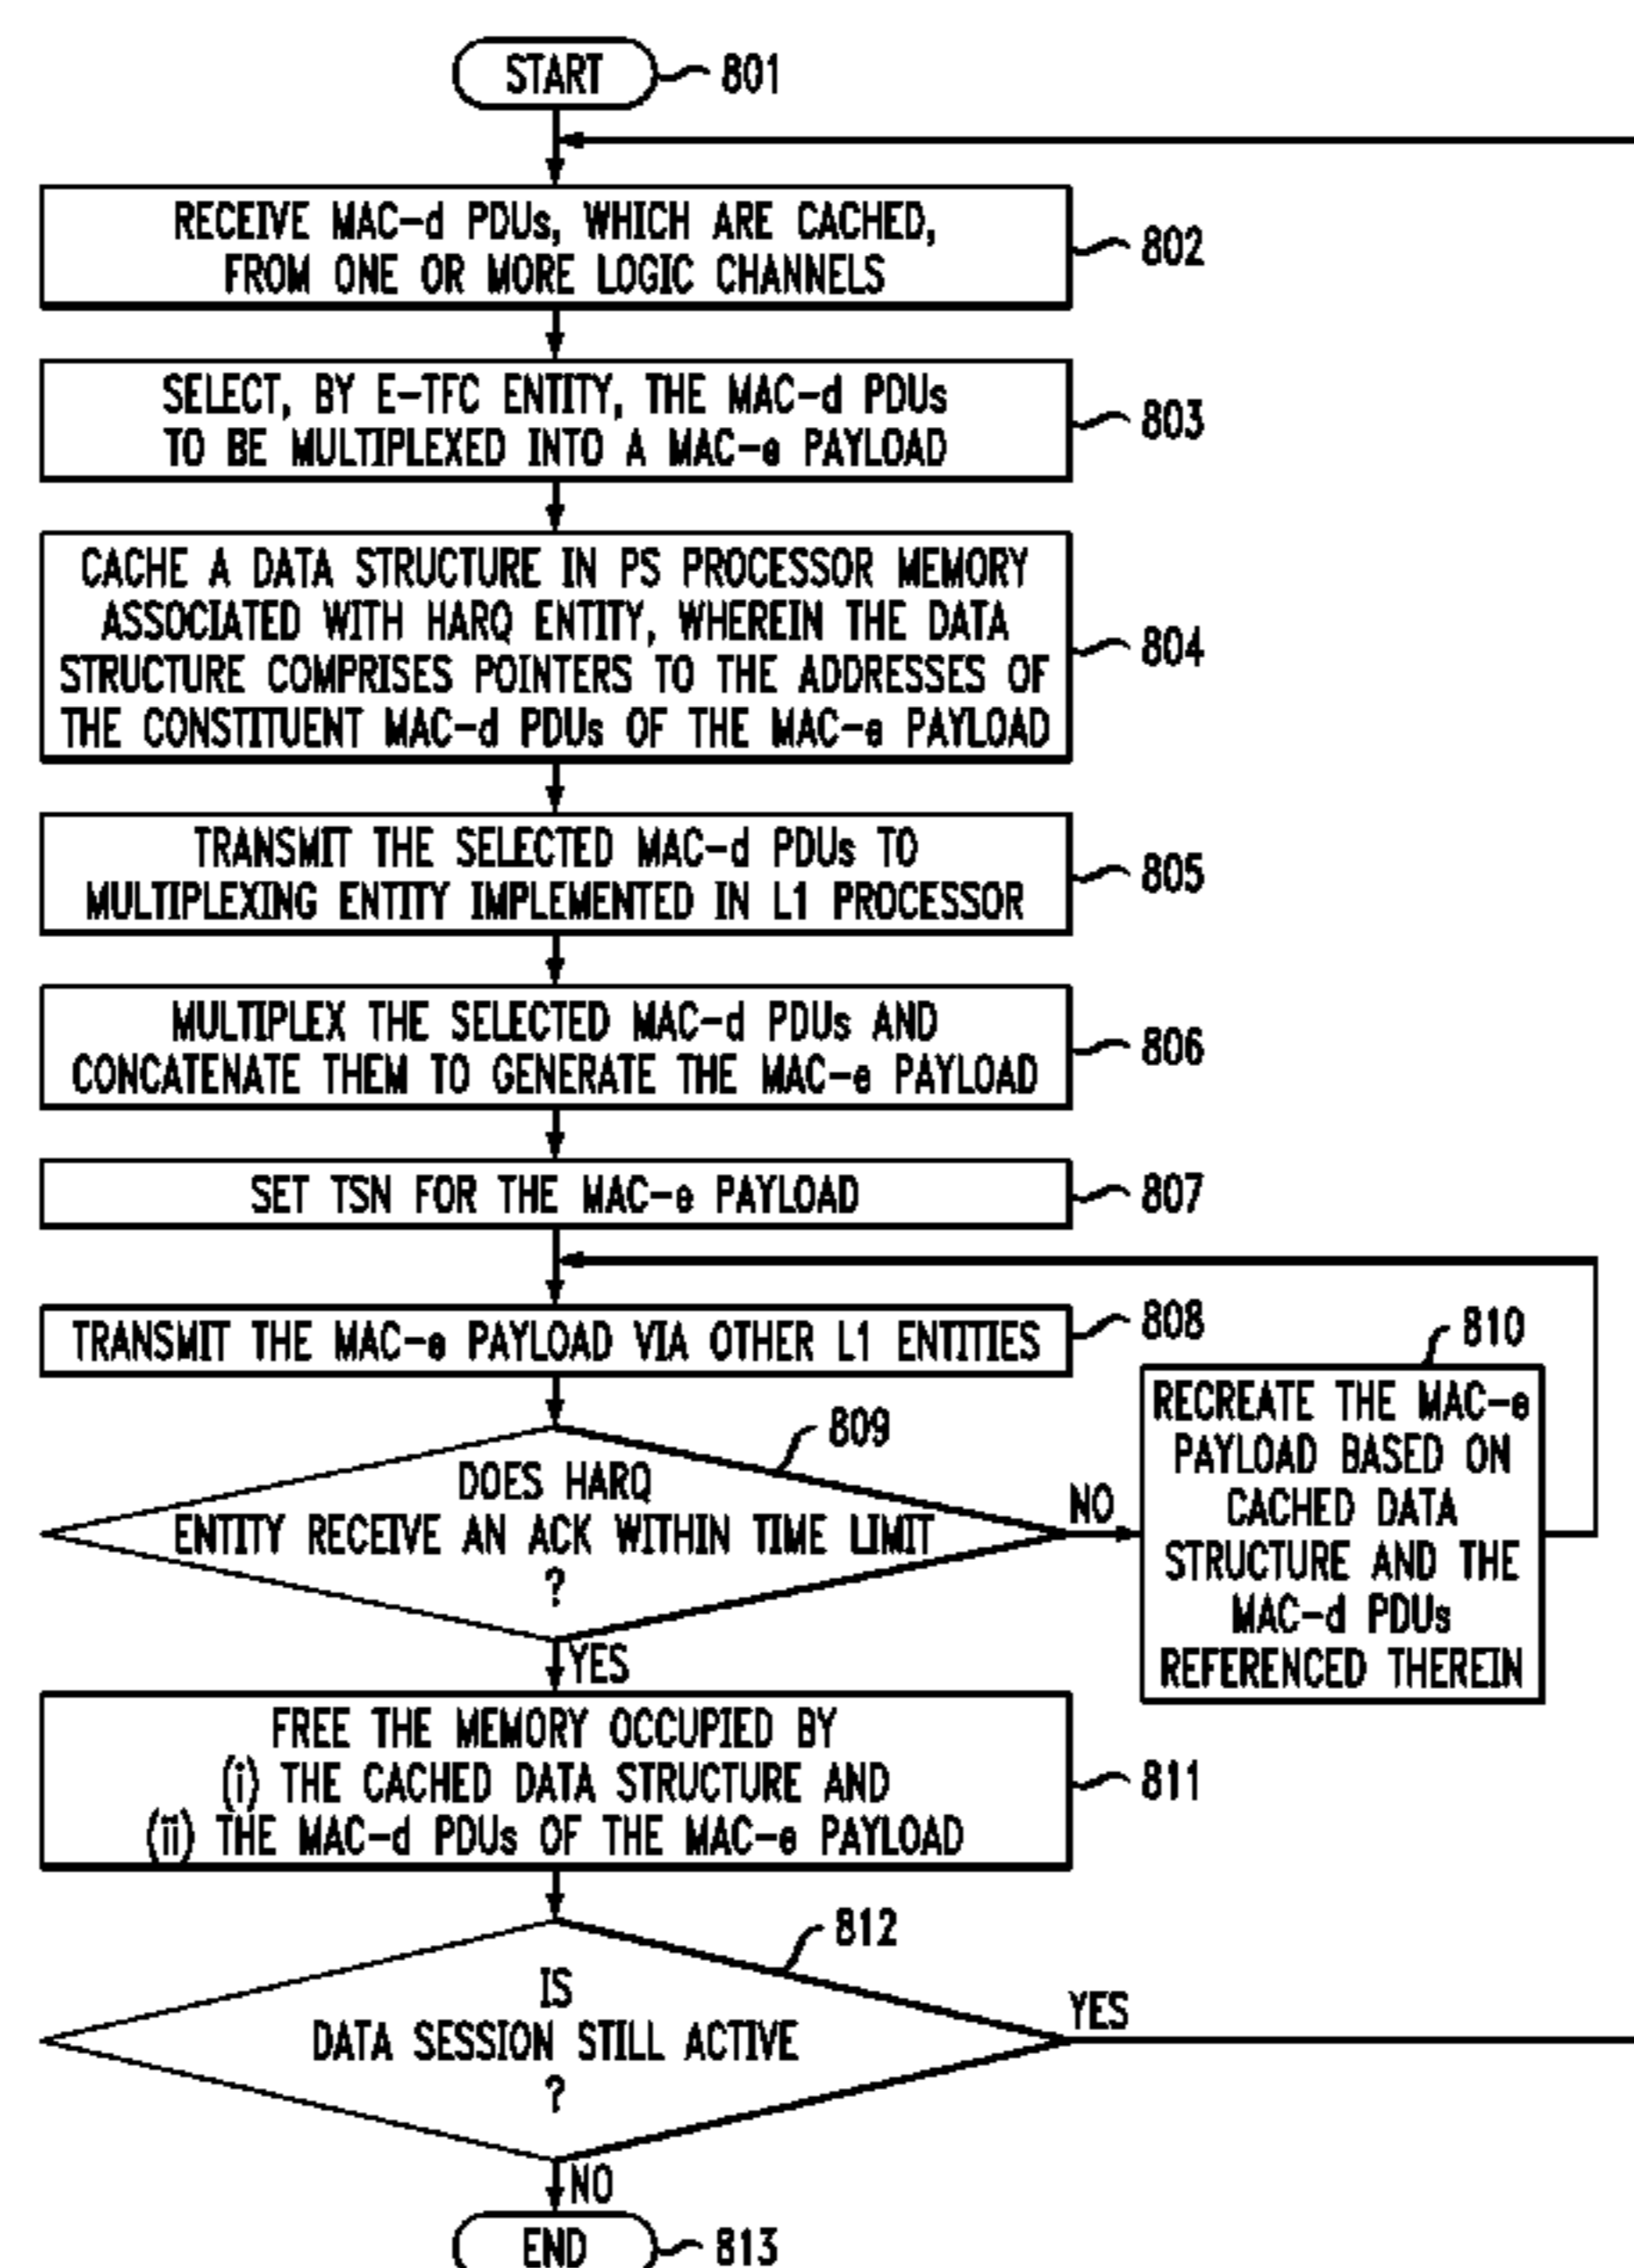 START
801
RECEIVE MAC-d PDUs, WHICH ARE CACHED,
FROM ONE OR MORE LOGIC CHANNELS
802
SELECT, BY E-TFC ENTITY, THE MAC-d PDUs
TO BE MULTIPLEXED INTO A MAC-e PAYLOAD
803
CACHE A DATA STRUCTURE IN PS PROCESSOR MEMORY
ASSOCIATED WITH HARQ ENTITY, WHEREIN THE DATA
STRUCTURE COMPRISES POINTERS TO THE ADDRESSES OF
THE CONSTITUENT MAC-d PDUs OF THE MAC-e PAYLOAD
804
TRANSMIT THE SELECTED MAC-d PDUs TO
MULTIPLEXING ENTITY IMPLEMENTED IN L1 PROCESSOR
805
MULTIPLEX THE SELECTED MAC-d PDUs AND
CONCATENATE THEM TO GENERATE THE MAC-e PAYLOAD
806
SET TSN FOR THE MAC-e PAYLOAD
807
TRANSMIT THE MAC-e PAYLOAD VIA OTHER L1 ENTITIES
808
DOES HARQ
ENTITY RECEIVE AN ACK WITHIN TIME LIMIT
?
809
NO
810
RECREATE THE MAC-e
PAYLOAD BASED ON
CACHED DATA
STRUCTURE AND THE
MAC-d PDUs
REFERENCED THEREIN
YES
FREE THE MEMORY OCCUPIED BY
(i) THE CACHED DATA STRUCTURE AND
(ii) THE MAC-d PDUs OF THE MAC-e PAYLOAD
811
IS
DATA SESSION STILL ACTIVE
?
812
YES
NO
END
813